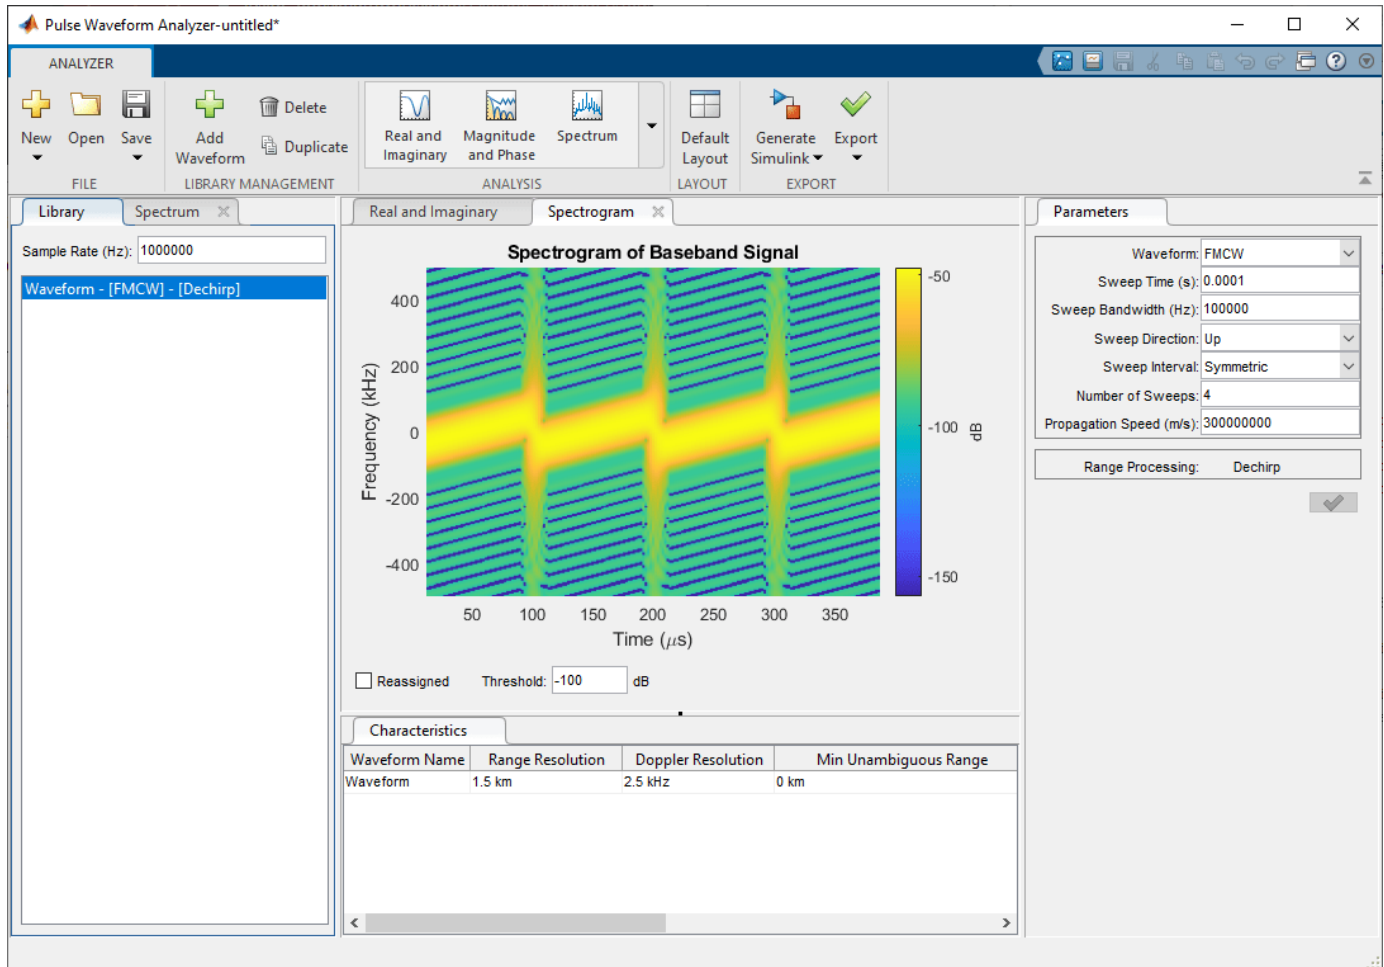 Pulse Waveform Analyzer-untitled*
ANALYZER
New
Open
Save
Add
Waveform
Delete
Duplicate
Real and
Imaginary
Magnitude
and Phase
Spectrum
Default
Layout
Generate
Simulink
Export
FILE
LIBRARY MANAGEMENT
ANALYSIS
LAYOUT
EXPORT
Library
Spectrum
Sample Rate (Hz): 1000000
Waveform - [FMCW] - [Dechirp]
Real and Imaginary
Spectrogram
Spectrogram of Baseband Signal
400
200
0
-200
-400
Frequency (kHz)
50 100 150 200 250 300 350
Time (μs)
-50
-100
-150
dB
Reassigned Threshold: -100 dB
Characteristics
Waveform Name Range Resolution Doppler Resolution Min Unambiguous Range
Waveform 1.5 km 2.5 kHz 0 km
Parameters
Waveform: FMCW
Sweep Time (s): 0.0001
Sweep Bandwidth (Hz): 100000
Sweep Direction: Up
Sweep Interval: Symmetric
Number of Sweeps: 4
Propagation Speed (m/s): 300000000
Range Processing: Dechirp